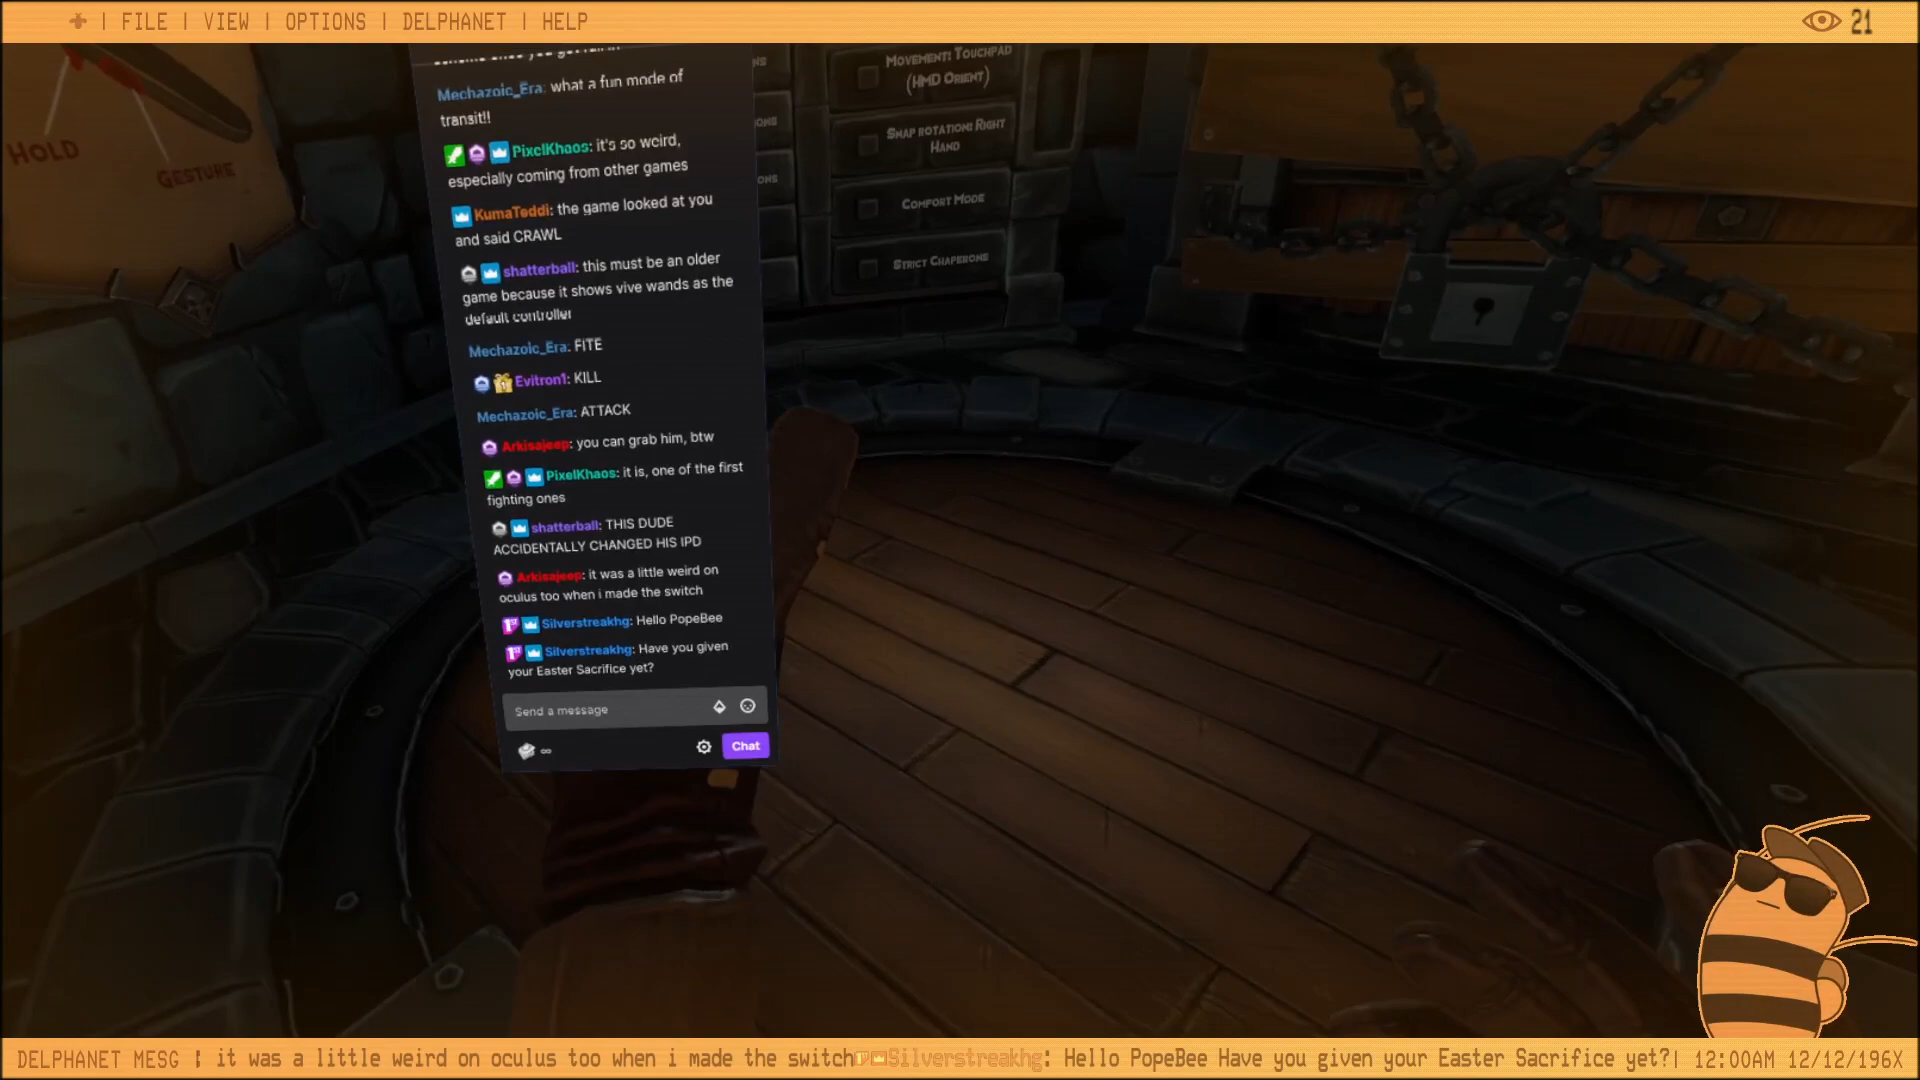 | FILE | VIEW | OPTIONS | DELPHANET | HELP
21
HOLD
GESTURE
MOVEMENT: TOUCHPAD
(HMD ORIENT)
SNAP ROTATION: RIGHT
HAND
COMFORT MODE
STRICT CHAPERONE
Mechazoic_Era: what a fun mode of
transit!!
PixelKhaos: it's so weird,
especially coming from other games
KumaTeddi: the game looked at you
and said CRAWL
shatterball: this must be an older
game because it shows vive wands as the
default controller
Mechazoic_Era: FITE
Evitron1: KILL
Mechazoic_Era: ATTACK
Arkisajeep: you can grab him, btw
PixelKhaos: it is, one of the first
fighting ones
shatterball: THIS DUDE
ACCIDENTALLY CHANGED HIS IPD
Arkisajeep: it was a little weird on
oculus too when i made the switch
Silverstreakhg: Hello PopeBee
Silverstreakhg: Have you given
your Easter Sacrifice yet?
Send a message
∞
Chat
DELPHANET MESG : it was a little weird on oculus too when i made the switch Silverstreakhg: Hello PopeBee Have you given your Easter Sacrifice yet?| 12:00AM 12/12/196X